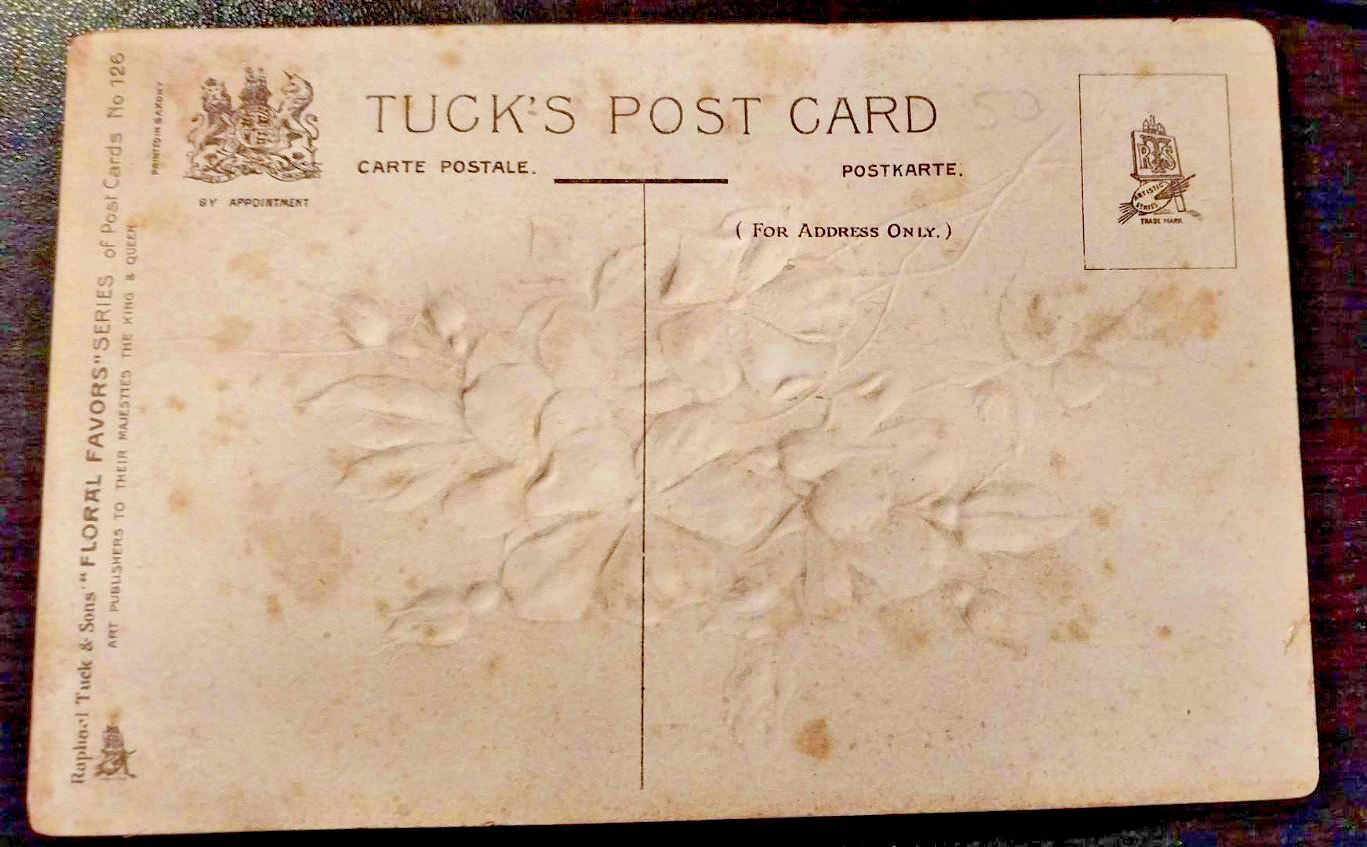 TUCK'S POST CARD
50
CARTE POSTALE.
POSTKARTE.
BY APPOINTMENT
(FOR ADDRESS ONLY.)
ARTISTIC
SERIES
TRADE MARK
Raphael Tuck & Sons' "FLORAL FAVORS" SERIES of Post Cards No 126
ART PUBLISHERS TO THEIR MAJESTIES THE KING & QUEEN
PRINTED IN SAXONY